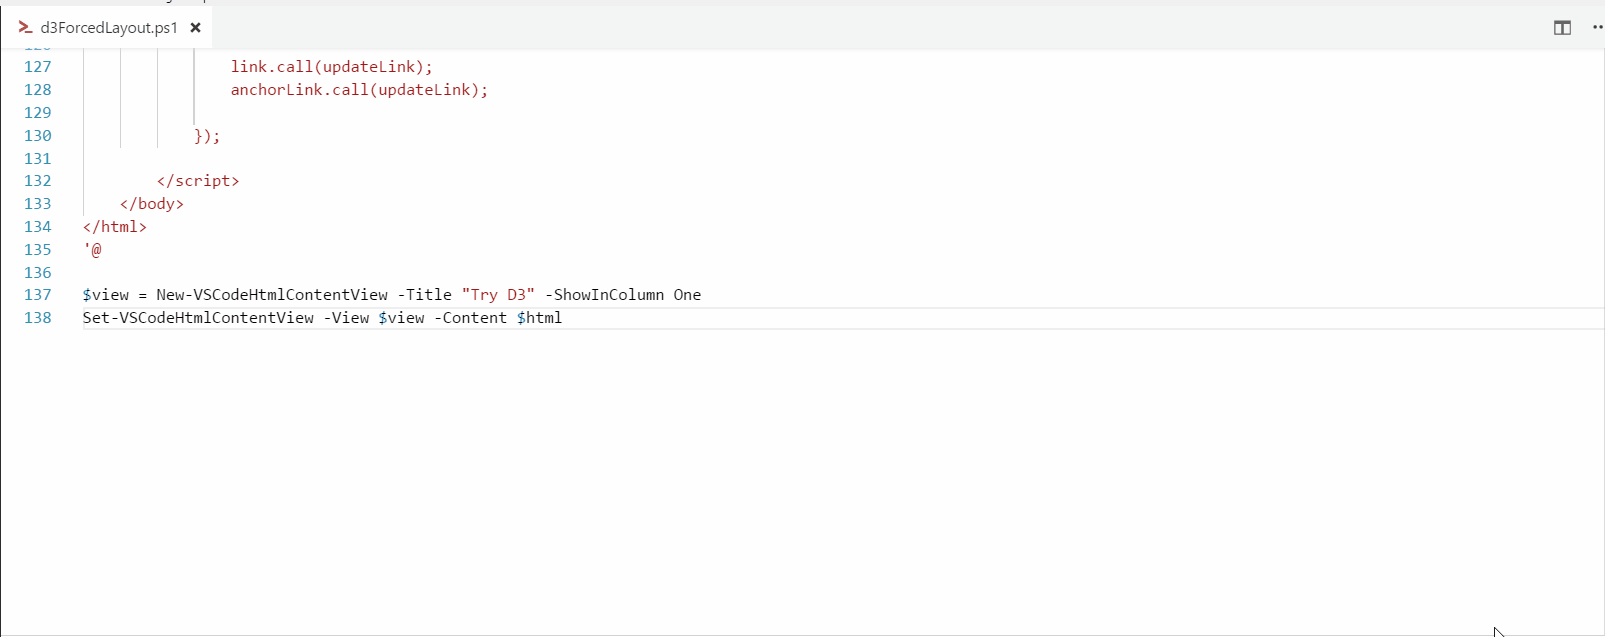 d3ForcedLayout.ps1
127 link.call(updateLink);
128 anchorLink.call(updateLink);
129
130 });
131
132 </script>
133 </body>
134 </html>
135 '@
136
137 $view = New-VSCodeHtmlContentView -Title "Try D3" -ShowInColumn One
138 Set-VSCodeHtmlContentView -View $view -Content $html